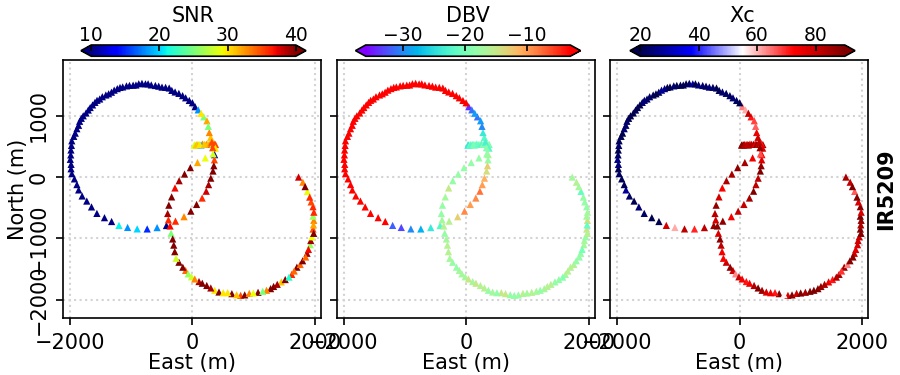 SNR DBV Xc
10 20 30 40 −30 −20 −10 20 40 60 80
1000
0
−1000
−2000
North (m)
IR5209
−2000 0 2000 −2000 0 2000 −2000 0 2000
East (m) East (m) East (m)